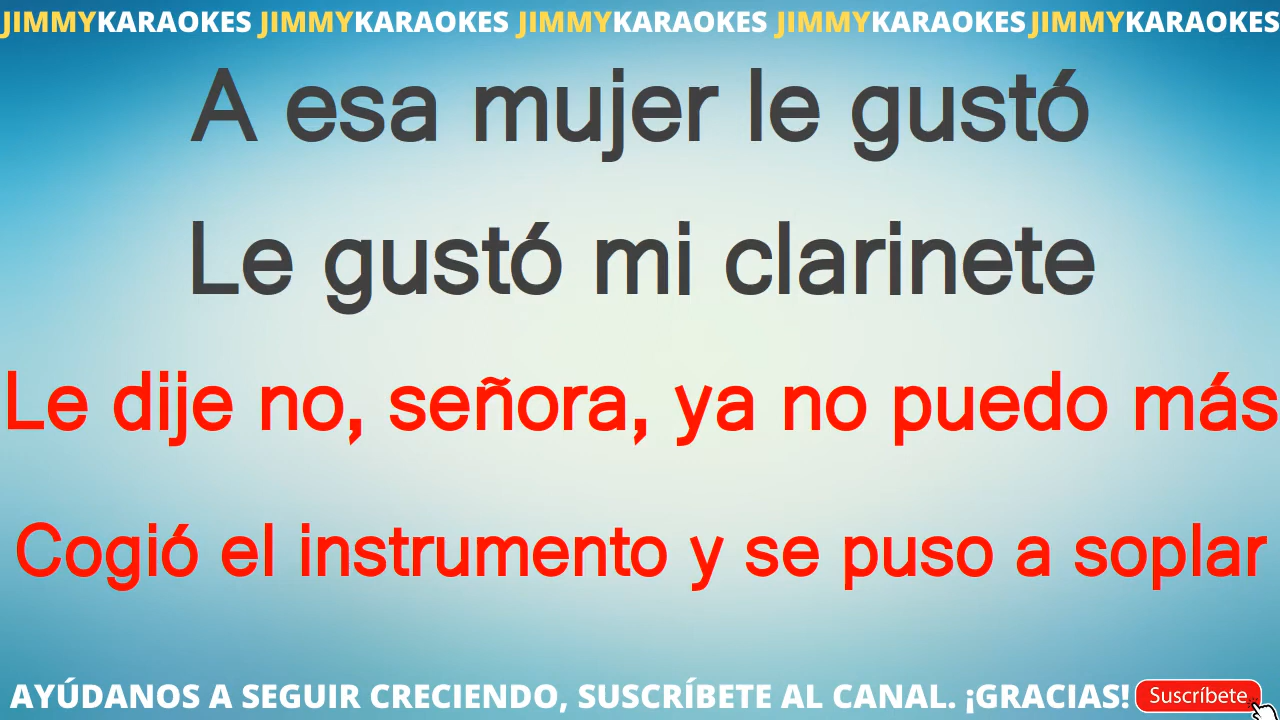 JIMMYKARAOKES JIMMYKARAOKES JIMMYKARAOKES JIMMYKARAOKES JIMMYKARAOKES
A esa mujer le gustó
Le gustó mi clarinete
Le dije no, señora, ya no puedo más
Cogió el instrumento y se puso a soplar
AYÚDANOS A SEGUIR CRECIENDO, SUSCRÍBETE AL CANAL. ¡GRACIAS! Suscríbete